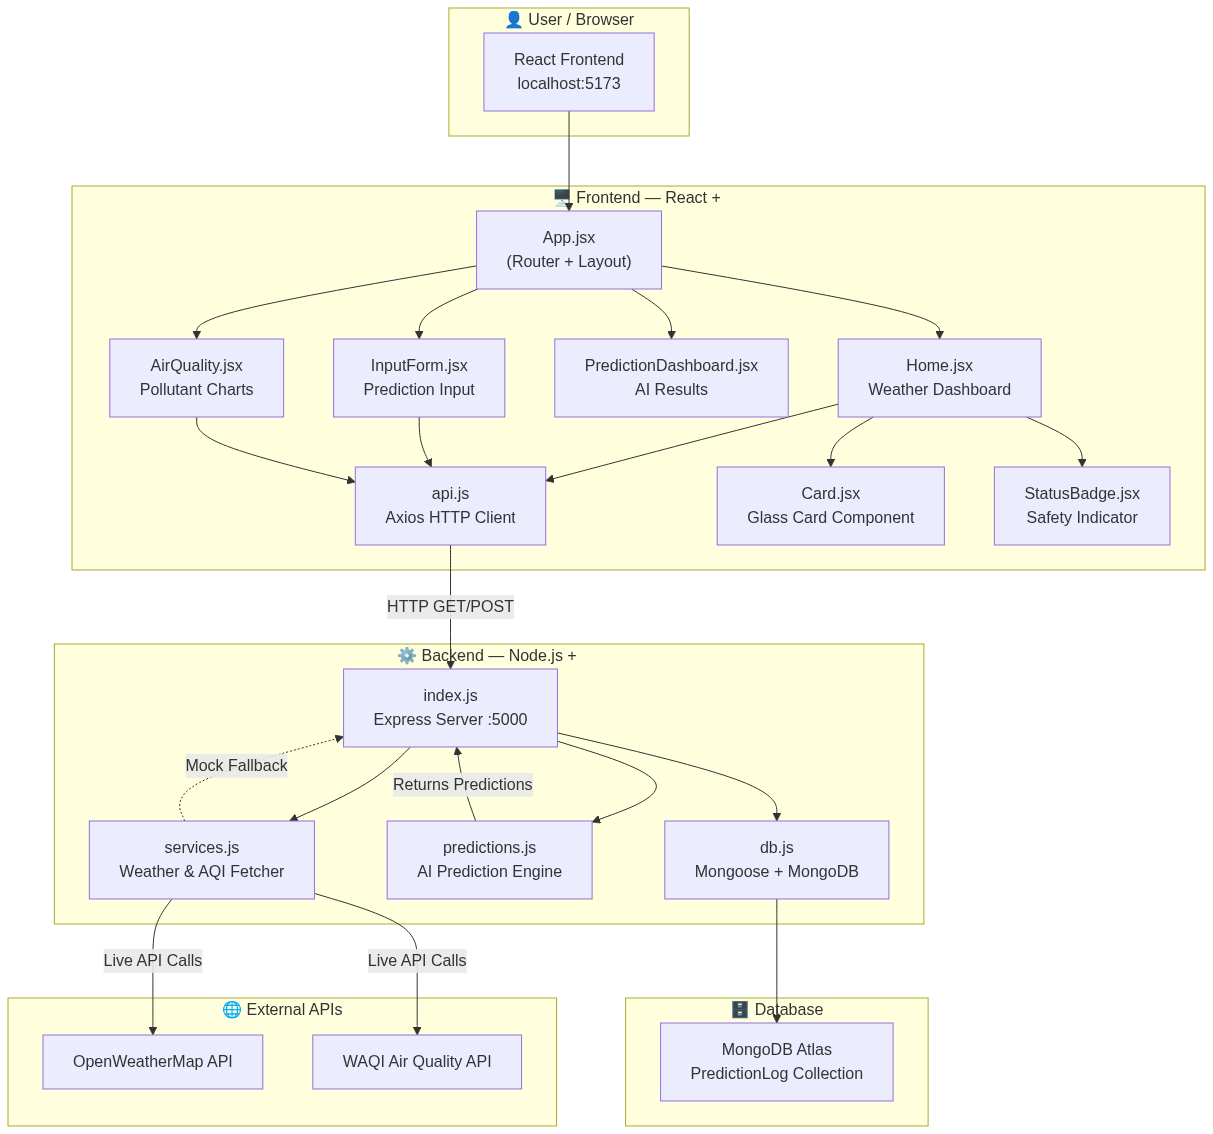 👤 User / Browser
React Frontend
localhost:5173
🖥️ Frontend — React +
App.jsx
(Router + Layout)
AirQuality.jsx
Pollutant Charts
InputForm.jsx
Prediction Input
PredictionDashboard.jsx
AI Results
Home.jsx
Weather Dashboard
api.js
Axios HTTP Client
Card.jsx
Glass Card Component
StatusBadge.jsx
Safety Indicator
HTTP GET/POST
⚙️ Backend — Node.js +
index.js
Express Server :5000
Mock Fallback
Returns Predictions
services.js
Weather & AQI Fetcher
predictions.js
AI Prediction Engine
db.js
Mongoose + MongoDB
Live API Calls
Live API Calls
🌐 External APIs
OpenWeatherMap API
WAQI Air Quality API
🗄️ Database
MongoDB Atlas
PredictionLog Collection